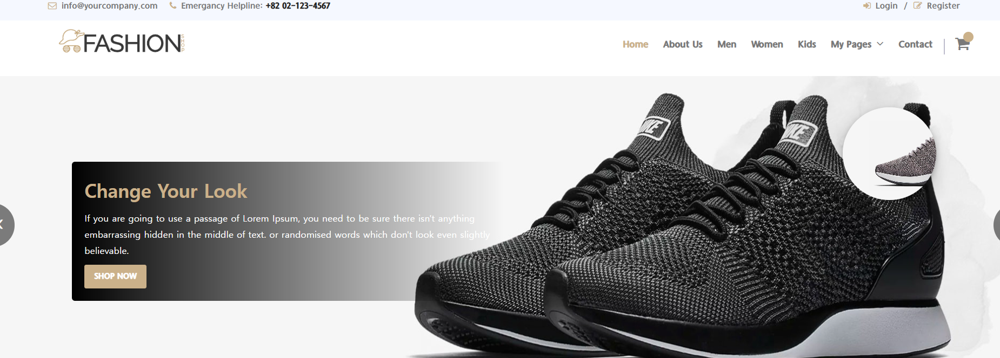 info@yourcompany.com Emergancy Helpline: +82 02-123-4567 Login / Register
FASHION SHOP
Home About Us Men Women Kids My Pages Contact
NIKE
Change Your Look
If you are going to use a passage of Lorem Ipsum, you need to be sure there isn't anything
embarrassing hidden in the middle of text. or randomised words which don't look even slightly
believable.
SHOP NOW